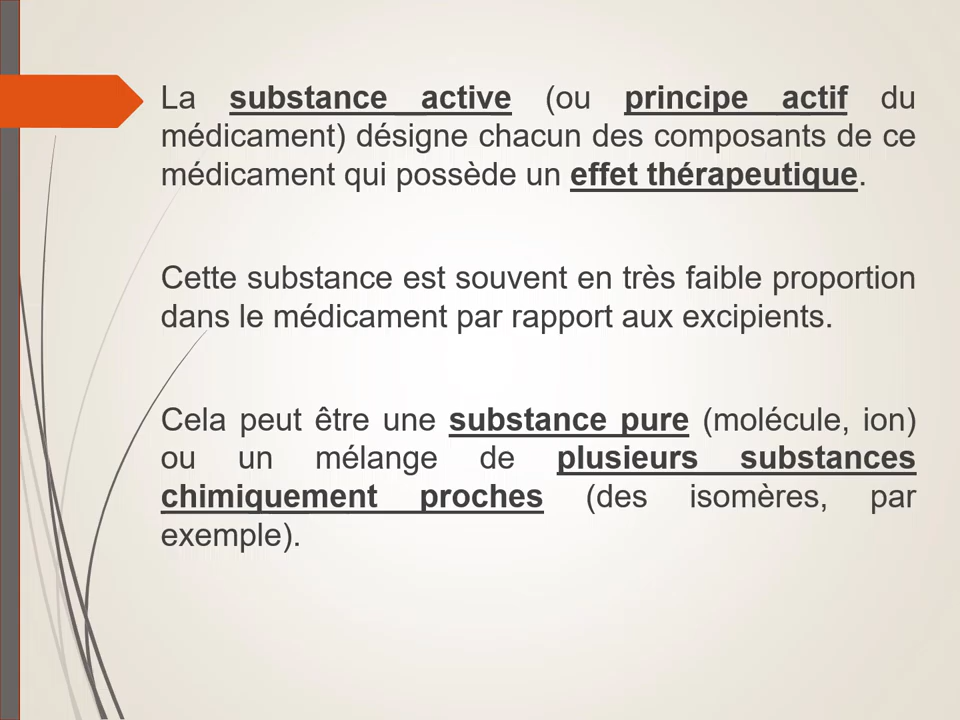 La substance active (ou principe actif du
médicament) désigne chacun des composants de ce
médicament qui possède un effet thérapeutique.
Cette substance est souvent en très faible proportion
dans le médicament par rapport aux excipients.
Cela peut être une substance pure (molécule, ion)
ou un mélange de plusieurs substances
chimiquement proches (des isomères, par
exemple).